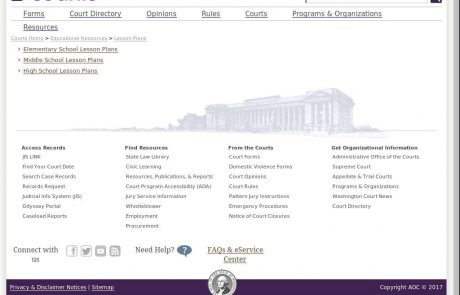 Forms Court Directory Opinions Rules Courts Programs & Organizations
Resources
Courts Home > Educational Resources > Lesson Plans
Elementary School Lesson Plans
Middle School Lesson Plans
High School Lesson Plans
Access Records
JIS LINK
Find Your Court Date
Search Case Records
Records Request
Judicial Info System (JIS)
Odyssey Portal
Caseload Reports
Find Resources
State Law Library
Civic Learning
Resources, Publications, & Reports
Court Program Accessibility (ADA)
Jury Service Information
Whistleblower
Employment
Procurement
From the Courts
Court Forms
Domestic Violence Forms
Court Opinions
Court Rules
Pattern Jury Instructions
Emergency Procedures
Notice of Court Closures
Get Organizational Information
Administrative Office of the Courts
Supreme Court
Appellate & Trial Courts
Programs & Organizations
Washington Court News
Court Directory
Connect with
us
Need Help? ?
FAQs & eService
Center
Privacy & Disclaimer Notices | Sitemap
Copyright AOC © 2017